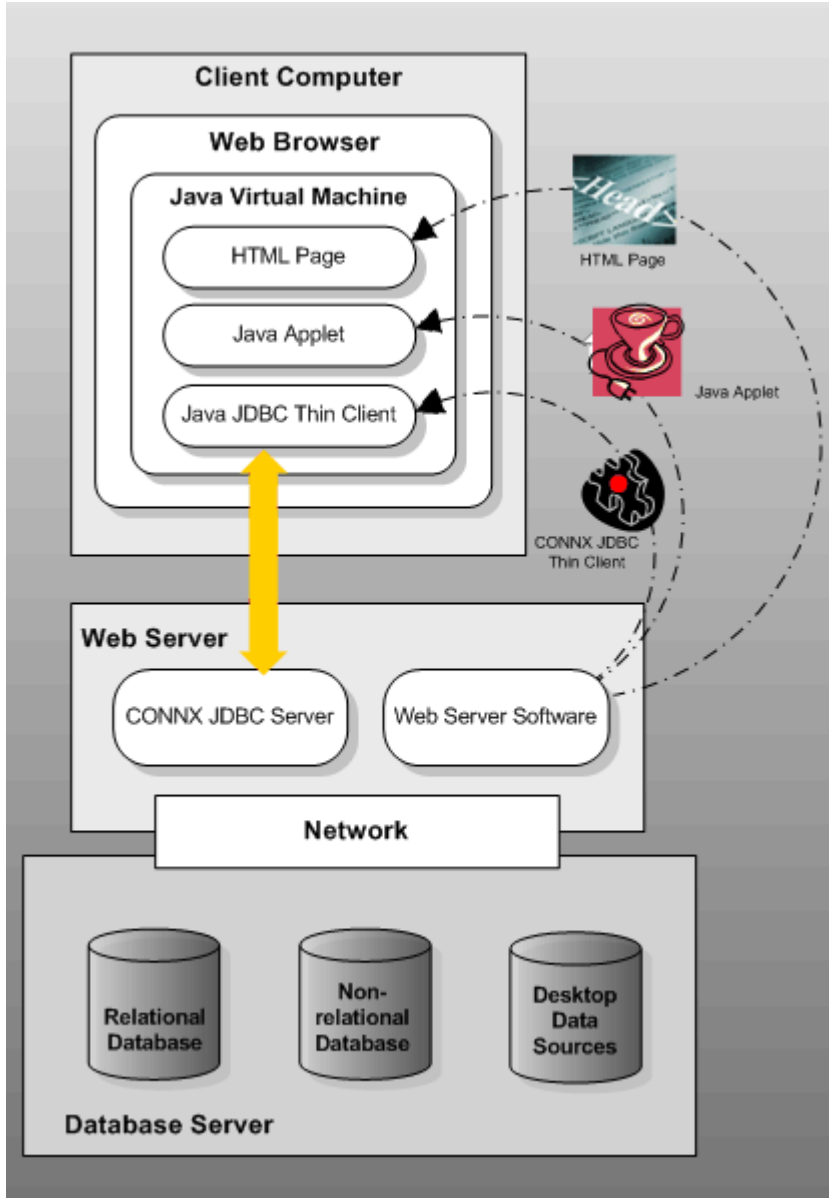 Client Computer
Web Browser
Java Virtual Machine
HTML Page
Java Applet
Java JDBC Thin Client
<Head>
HTML Page
Java Applet
CONNX JDBC
Thin Client
Web Server
CONNX JDBC Server
Web Server Software
Network
Relational
Database
Non-
relational
Database
Desktop
Data
Sources
Database Server